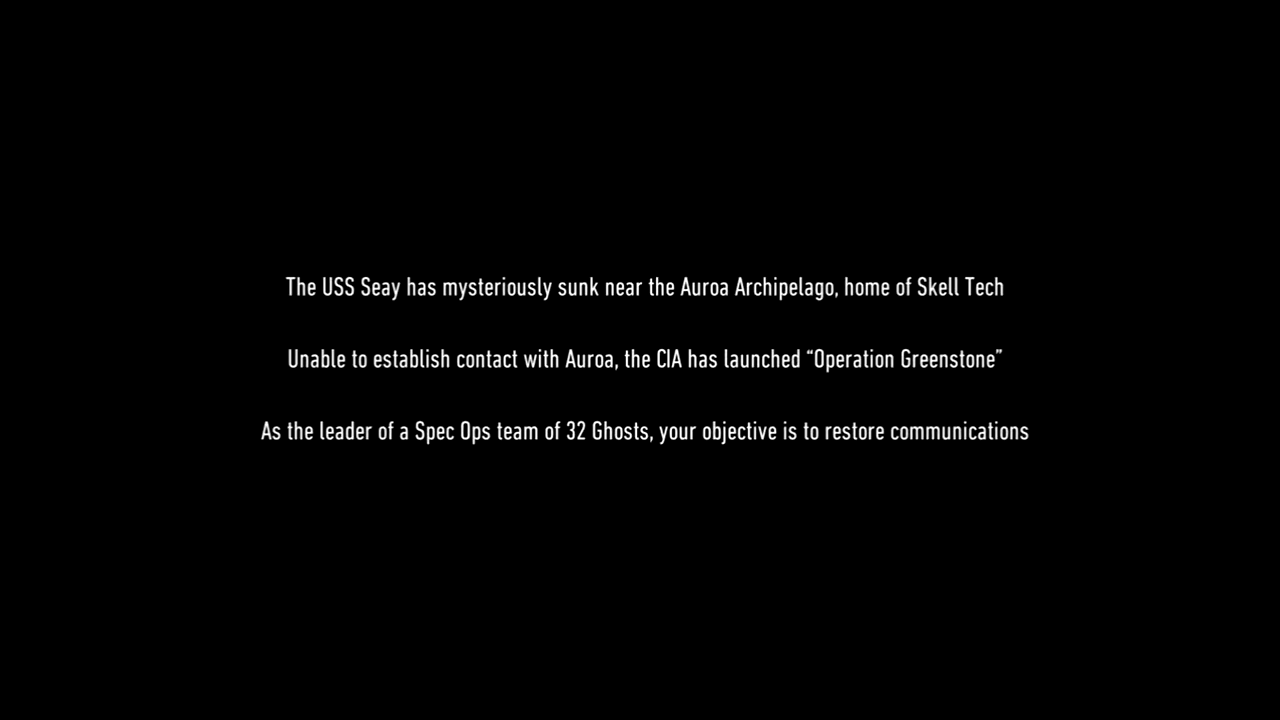 The USS Seay has mysteriously sunk near the Auroa Archipelago, home of Skell Tech
Unable to establish contact with Auroa, the CIA has launched “Operation Greenstone”
As the leader of a Spec Ops team of 32 Ghosts, your objective is to restore communications